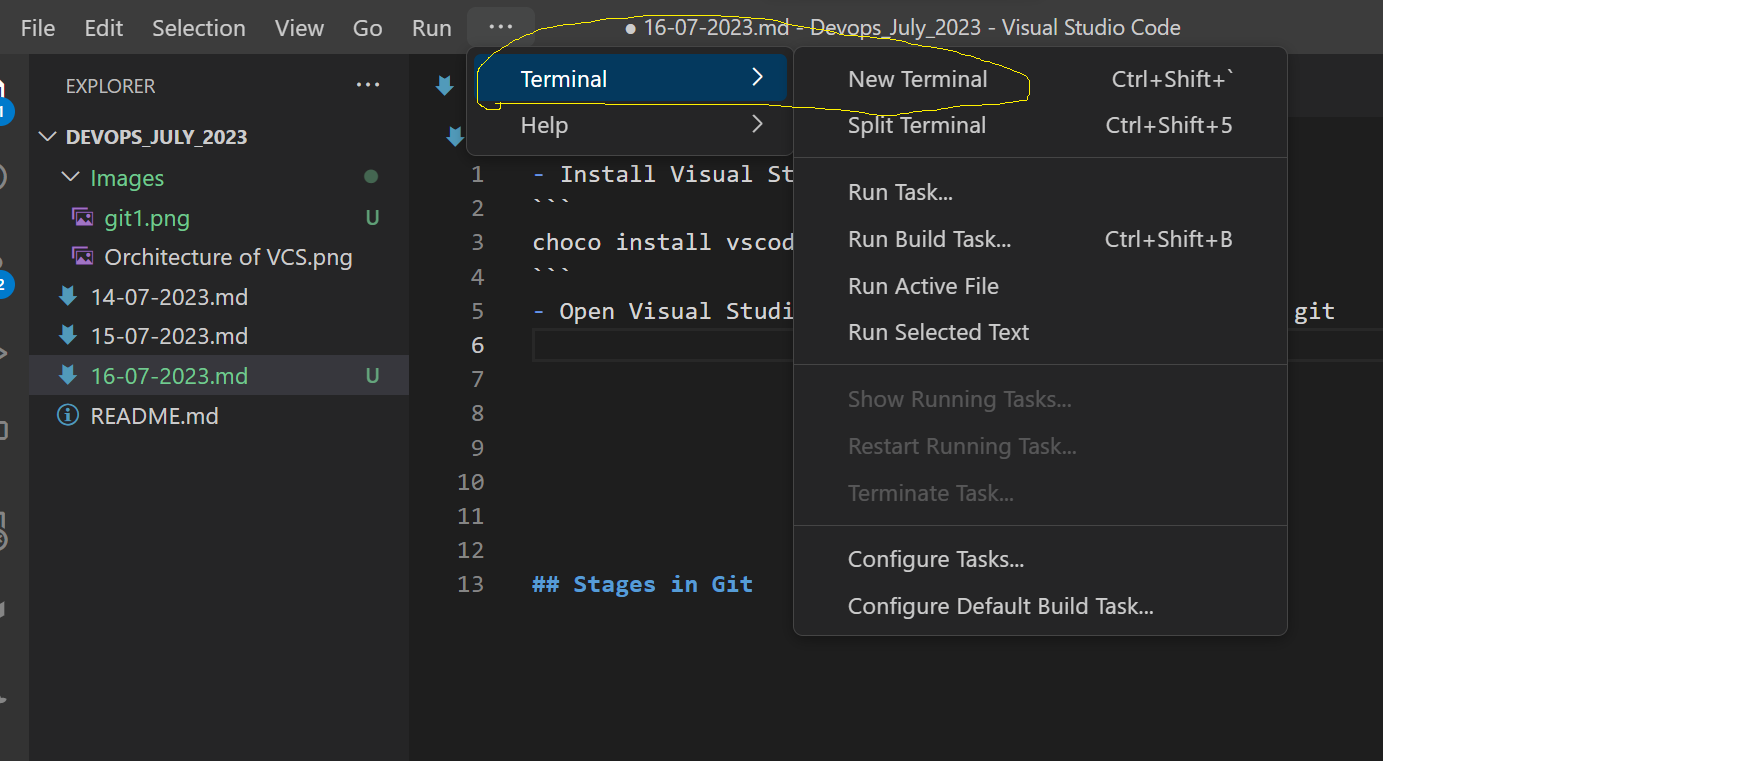 File Edit Selection View Go Run ··· ● 16-07-2023.md - Devops_July_2023 - Visual Studio Code
EXPLORER ···
DEVOPS_JULY_2023
Images
git1.png U
Orchitecture of VCS.png
14-07-2023.md
15-07-2023.md
16-07-2023.md U
README.md
Terminal
Help
New Terminal Ctrl+Shift+`
Split Terminal Ctrl+Shift+5
Run Task...
Run Build Task... Ctrl+Shift+B
Run Active File
Run Selected Text
Show Running Tasks...
Restart Running Task...
Terminate Task...
Configure Tasks...
Configure Default Build Task...
1 - Install Visual St
2 ```
3 choco install vscod
4 ```
5 - Open Visual Studi git
6
7
8
9
10
11
12
13 ## Stages in Git